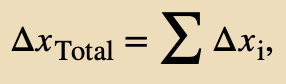 Δx_Total = ∑ Δx_i,